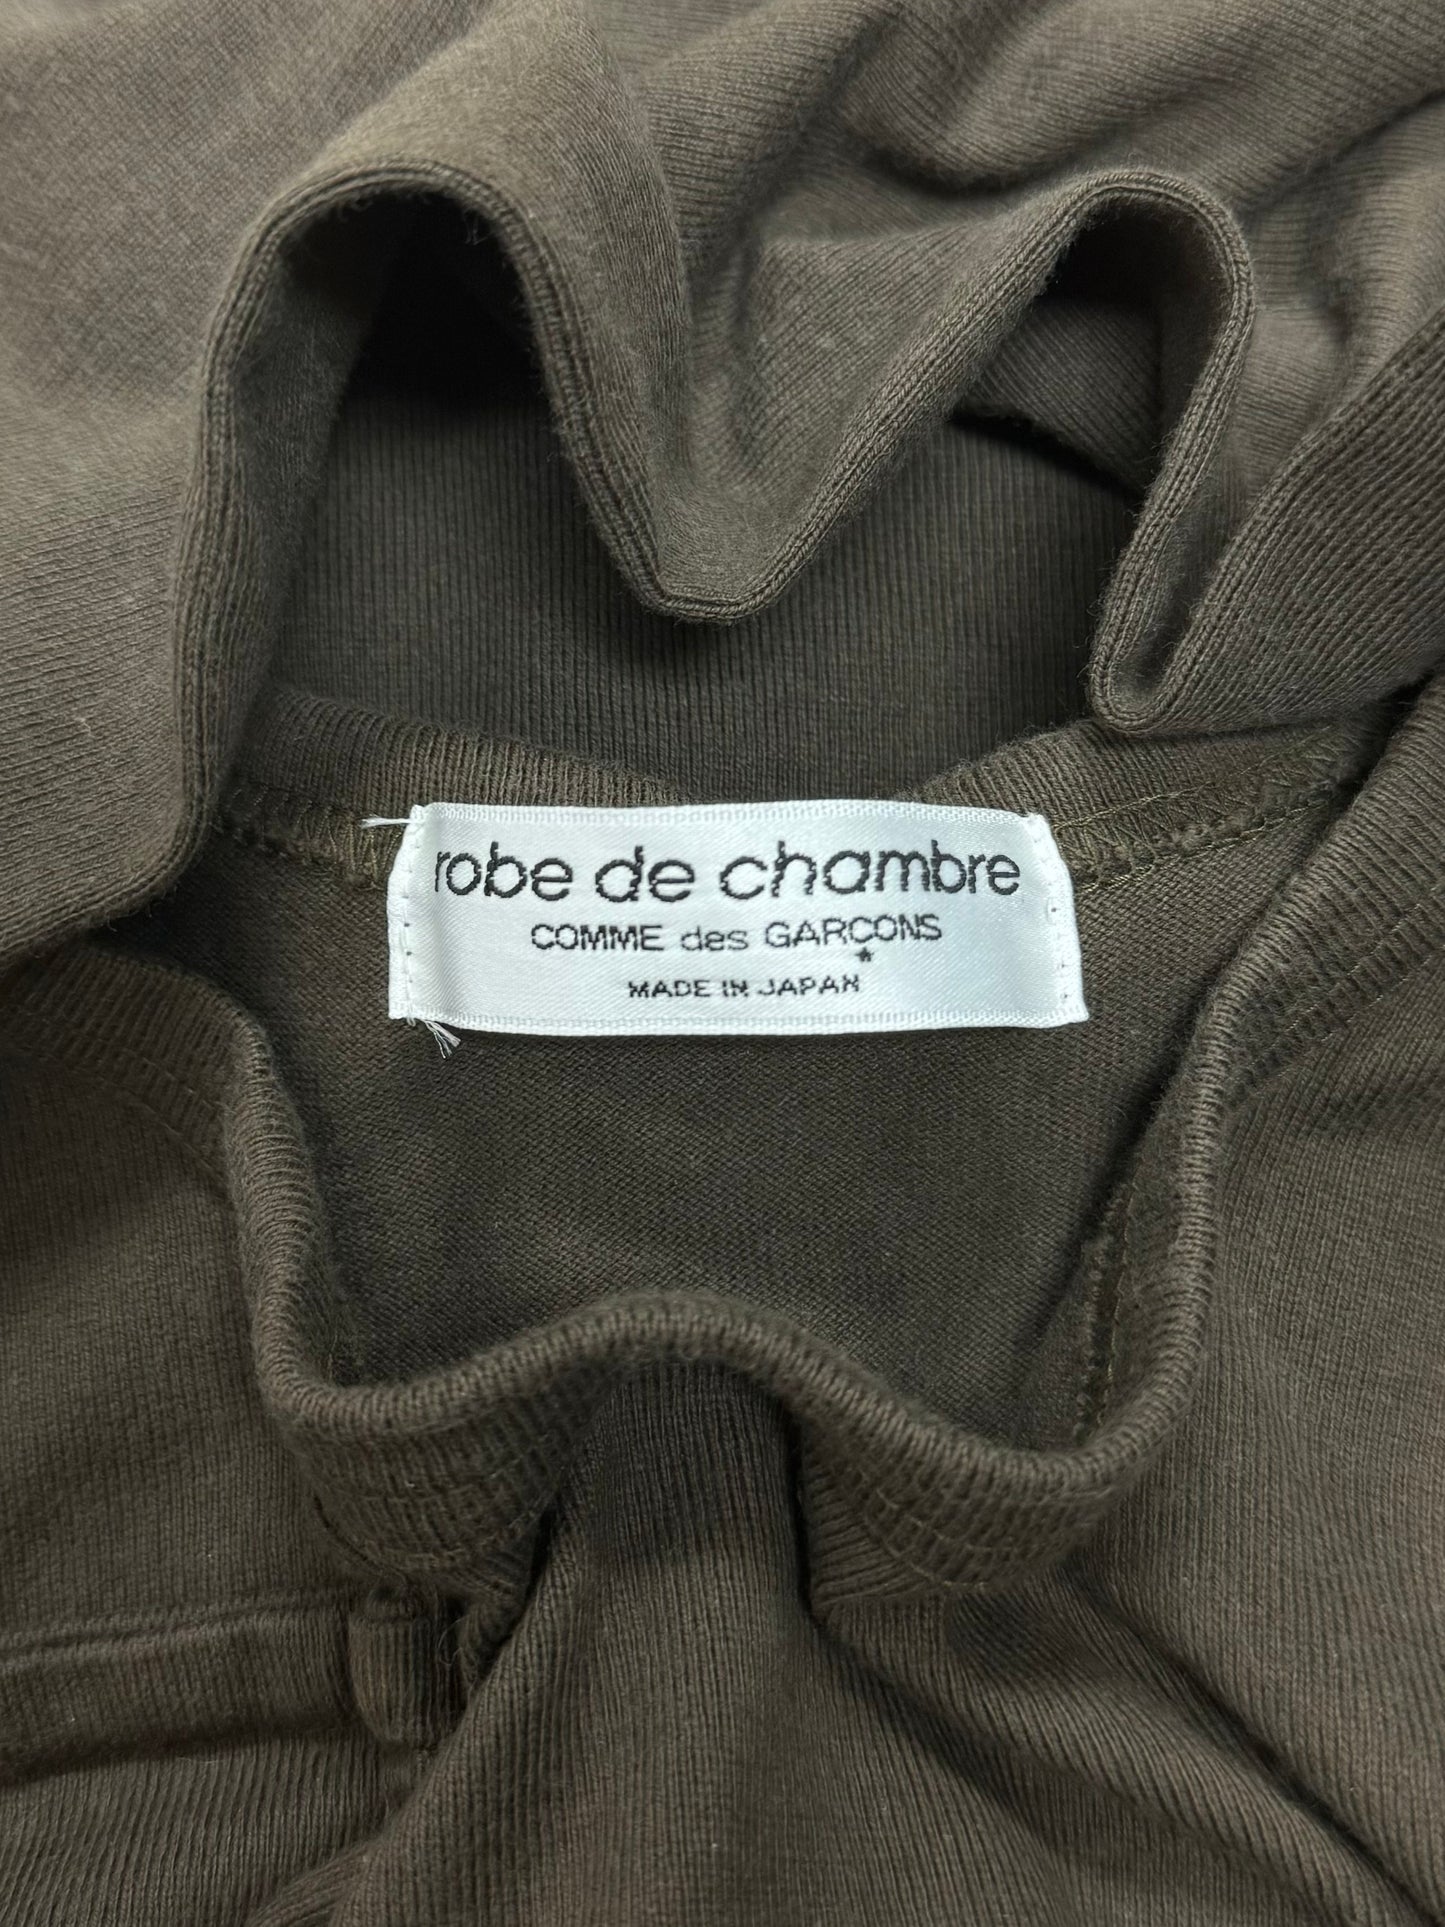 robe de chambre
COMME des GARÇONS
MADE IN JAPAN